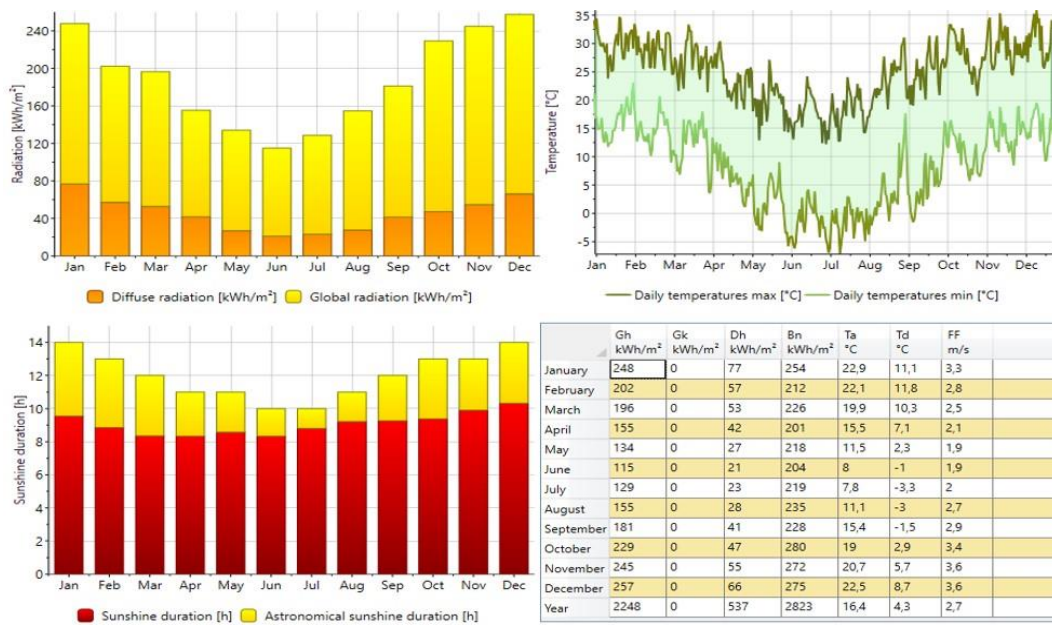 Radiation [kWh/m²]
240
200
160
120
80
40
0
Jan Feb Mar Apr May Jun Jul Aug Sep Oct Nov Dec
Diffuse radiation [kWh/m²] Global radiation [kWh/m²]
Temperature [°C]
35
30
25
20
15
10
5
0
-5
Jan Feb Mar Apr May Jun Jul Aug Sep Oct Nov Dec
Daily temperatures max [°C] Daily temperatures min [°C]
Sunshine duration [h]
14
12
10
8
6
4
2
0
Jan Feb Mar Apr May Jun Jul Aug Sep Oct Nov Dec
Sunshine duration [h] Astronomical sunshine duration [h]
Gh Gk Dh Bn Ta Td FF
kWh/m² kWh/m² kWh/m² kWh/m² °C °C m/s
January 248 0 77 254 22,9 11,1 3,3
February 202 0 57 212 22,1 11,8 2,8
March 196 0 53 226 19,9 10,3 2,5
April 155 0 42 201 15,5 7,1 2,1
May 134 0 27 218 11,5 2,3 1,9
June 115 0 21 204 8 -1 1,9
July 129 0 23 219 7,8 -3,3 2
August 155 0 28 235 11,1 -3 2,7
September 181 0 41 228 15,4 -1,5 2,9
October 229 0 47 280 19 2,9 3,4
November 245 0 55 272 20,7 5,7 3,6
December 257 0 66 275 22,5 8,7 3,6
Year 2248 0 537 2823 16,4 4,3 2,7